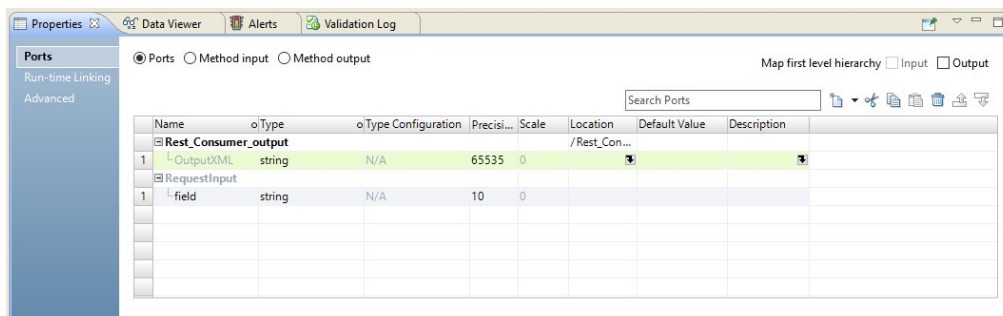 Properties Data Viewer Alerts Validation Log
Ports
Run-time Linking
Advanced
Ports Method input Method output
Map first level hierarchy Input Output
Search Ports
Name Type Type Configuration Precisi... Scale Location Default Value Description
Rest_Consumer_output /Rest_Con...
1 OutputXML string N/A 65535 0
RequestInput
1 field string N/A 10 0